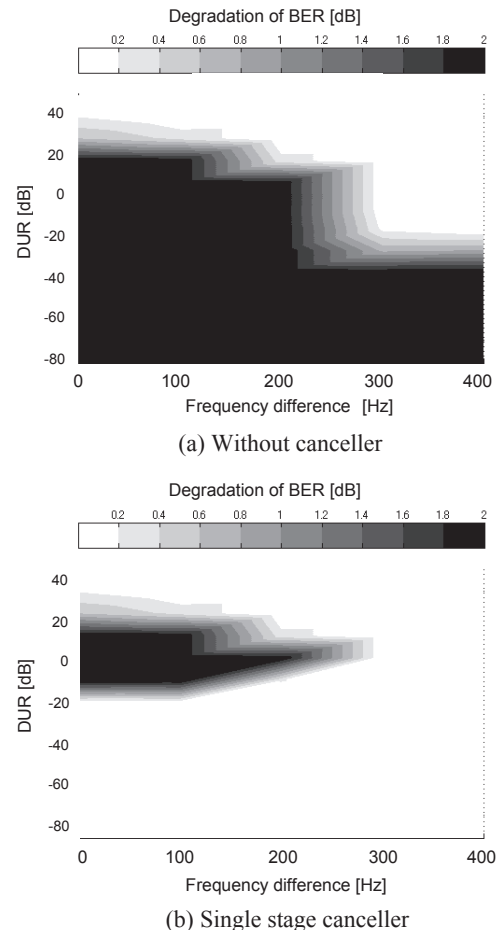 Degradation of BER [dB]
0.2 0.4 0.6 0.8 1 1.2 1.4 1.6 1.8 2
40
20
0
-20
-40
-60
-80
DUR [dB]
0 100 200 300 400
Frequency difference [Hz]
(a) Without canceller
Degradation of BER [dB]
0.2 0.4 0.6 0.8 1 1.2 1.4 1.6 1.8 2
40
20
0
-20
-40
-60
-80
DUR [dB]
0 100 200 300 400
Frequency difference [Hz]
(b) Single stage canceller